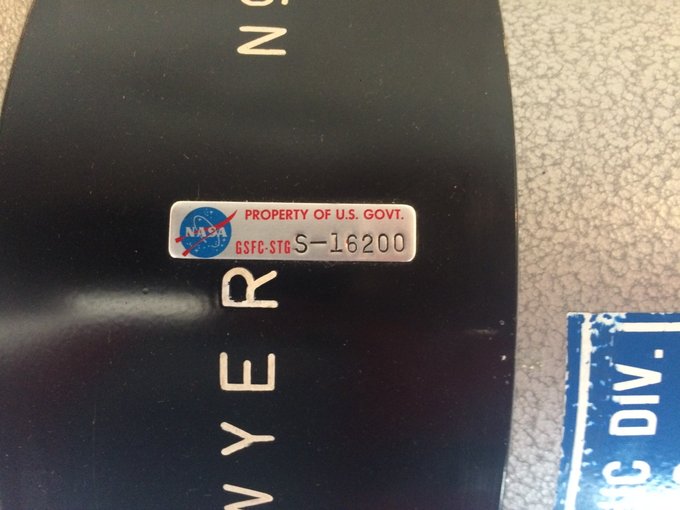 NASA
PROPERTY OF U.S. GOVT.
GSFC-STG S-16200
WYER
DIV.